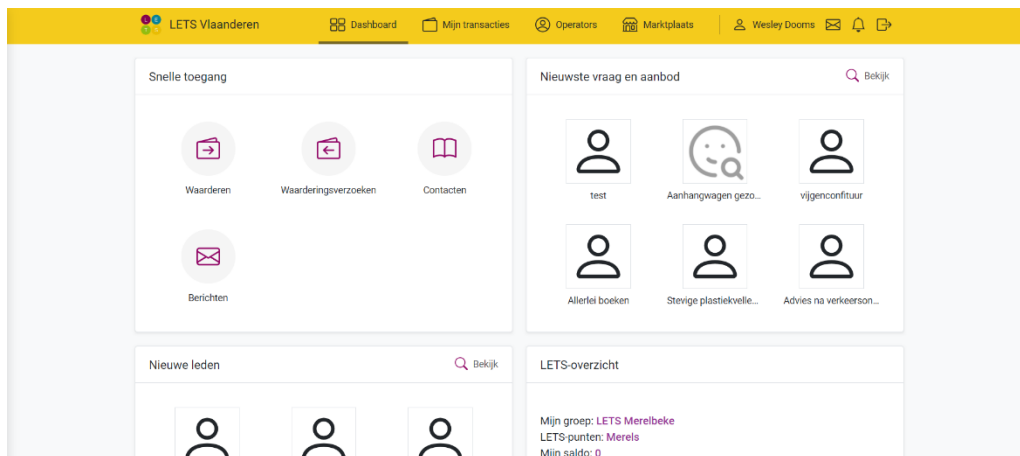 LETS Vlaanderen Dashboard Mijn transacties Operators Marktplaats Wesley Dooms
Snelle toegang
Waarderen Waarderingsverzoeken Contacten
Berichten
Nieuwste vraag en aanbod Bekijk
test Aanhangwagen gezo... vijgenconfituur
Allerlei boeken Stevige plastiekvelle... Advies na verkeerson...
Nieuwe leden Bekijk
LETS-overzicht
Mijn groep: LETS Merelbeke
LETS-punten: Merels
Mijn saldo: 0